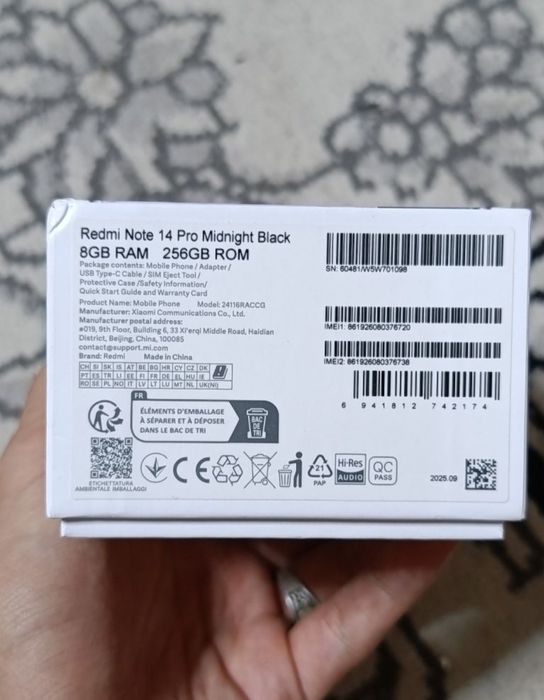 Redmi Note 14 Pro Midnight Black
8GB RAM 256GB ROM
Package contents: Mobile Phone / Adapter /
USB Type-C Cable / SIM Eject Tool /
Protective Case /Safety Information/
Quick Start Guide and Warranty Card
Product Name: Mobile Phone Model: 24116RACCG
Manufacturer: Xiaomi Communications Co., Ltd.
Manufacturer postal address:
#019, 9th Floor, Building 6, 33 Xi'erqi Middle Road, Haidian
District, Beijing, China, 100085
contact@support.mi.com
Brand: Redmi Made in China
CH SI SK IS AT BE BG HR CY CZ DK
PT ES TR LI EE FI FR DE EL HU IE
RO SE PL NO IT LV LT LU MT NL UK(NI)
SN: 60481/W5W701098
IMEI1: 861926080376720
IMEI2: 861926080376738
6 941812 742174
FR
ÉLÉMENTS D'EMBALLAGE
À SÉPARER ET À DÉPOSER
DANS LE BAC DE TRI
BAC
DE
TRI
ETICHETTATURA
AMBIENTALE IMBALLAGGI
CE
21
PAP
Hi-Res
AUDIO
QC
PASS
2025.09